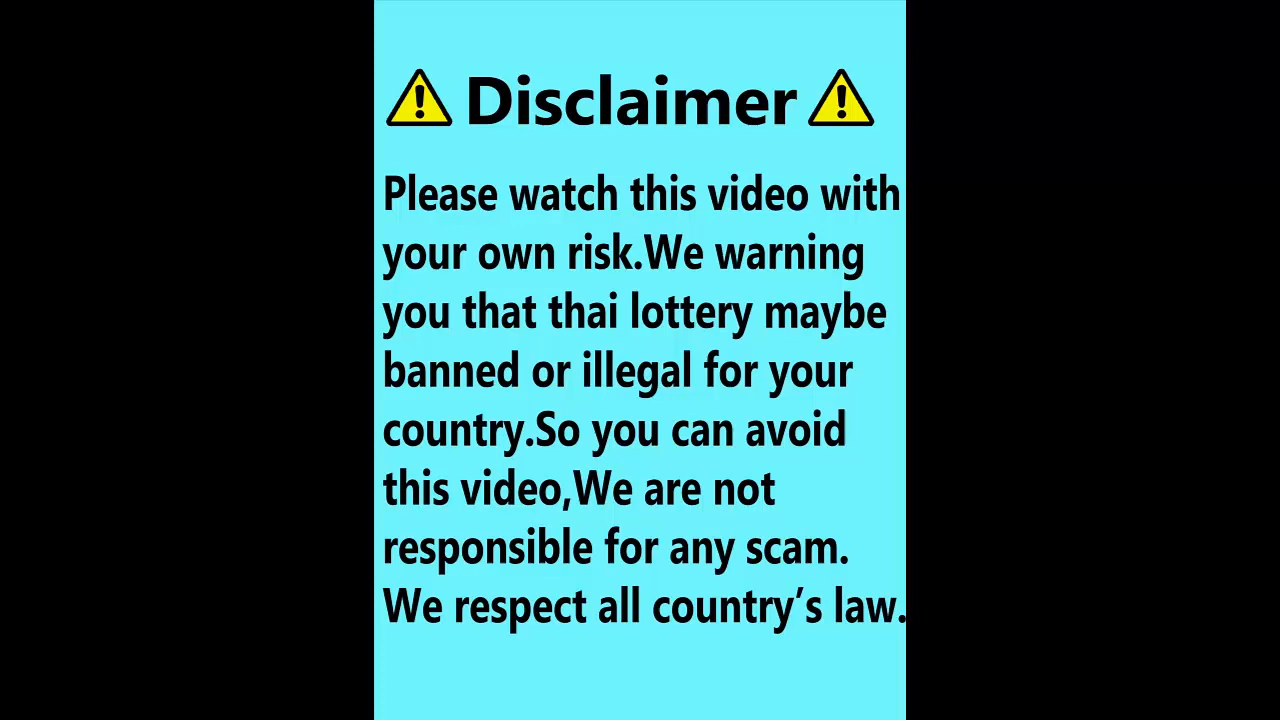 Disclaimer
Please watch this video with
your own risk.We warning
you that thai lottery maybe
banned or illegal for your
country.So you can avoid
this video,We are not
responsible for any scam.
We respect all country’s law.